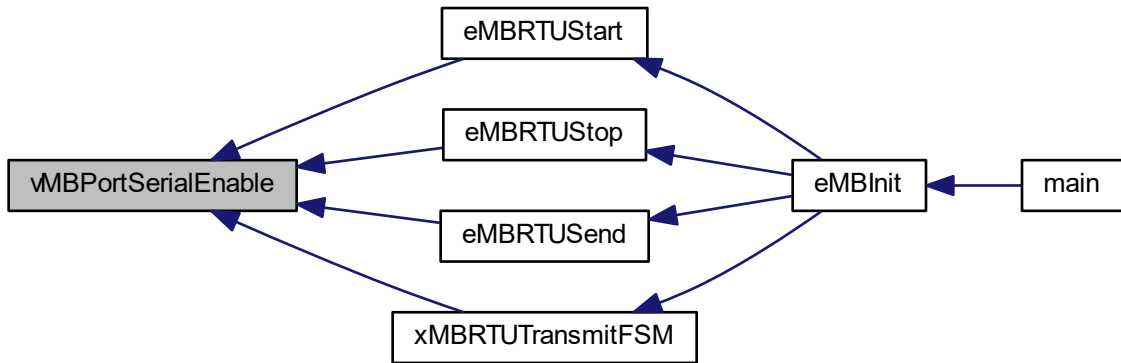 eMBRTUStart
eMBRTUStop
vMBPortSerialEnable
eMBInit
main
eMBRTUSend
xMBRTUTransmitFSM